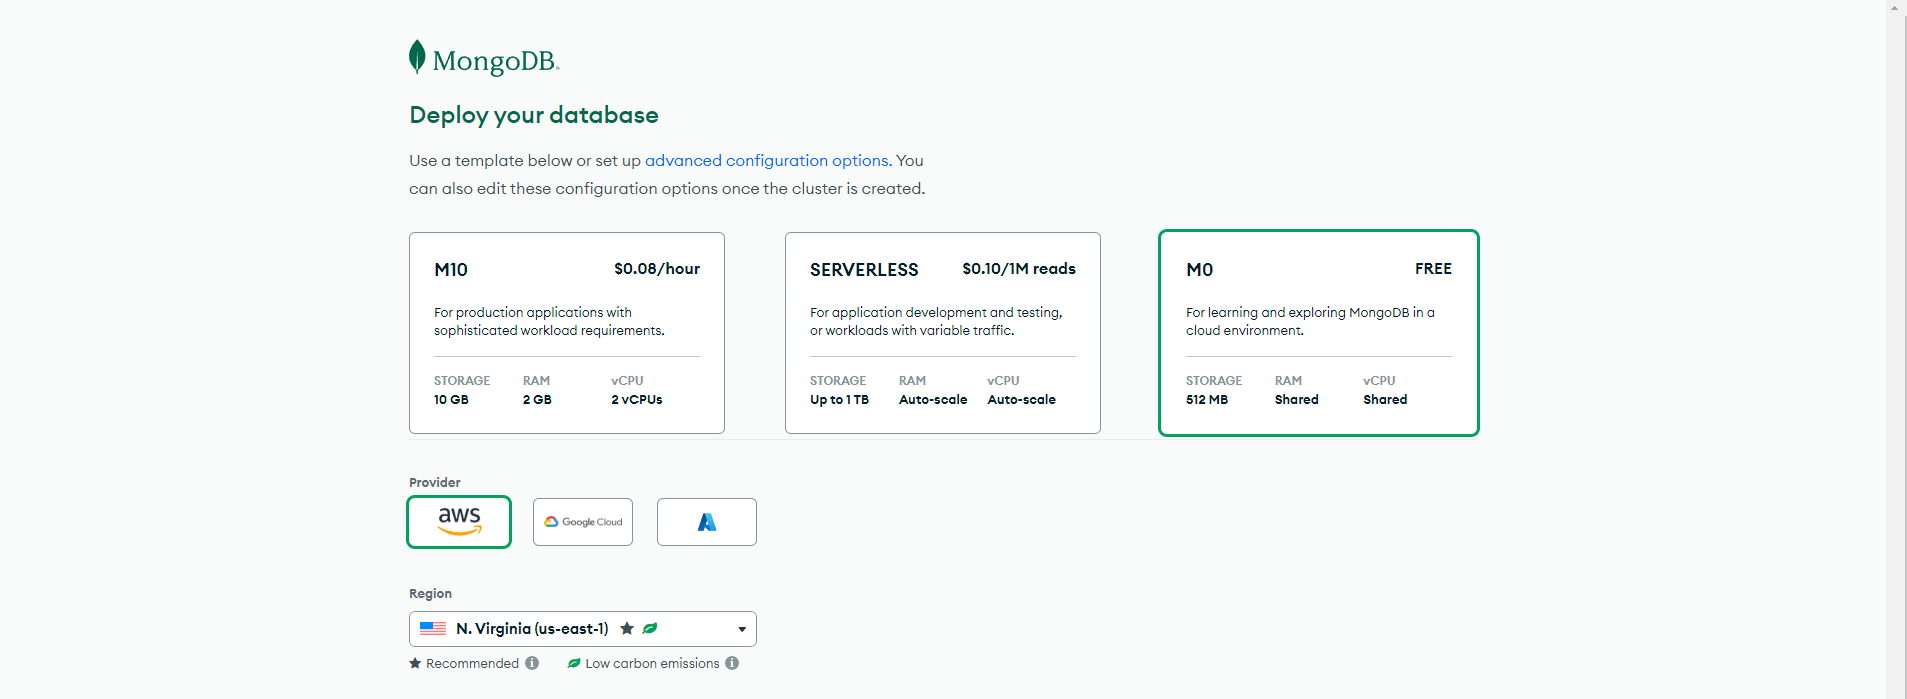 MongoDB.
Deploy your database
Use a template below or set up advanced configuration options. You
can also edit these configuration options once the cluster is created.
M10 $0.08/hour
For production applications with
sophisticated workload requirements.
STORAGE RAM vCPU
10 GB 2 GB 2 vCPUs
SERVERLESS $0.10/1M reads
For application development and testing,
or workloads with variable traffic.
STORAGE RAM vCPU
Up to 1 TB Auto-scale Auto-scale
M0 FREE
For learning and exploring MongoDB in a
cloud environment.
STORAGE RAM vCPU
512 MB Shared Shared
Provider
aws Google Cloud
Region
N. Virginia (us-east-1)
Recommended Low carbon emissions